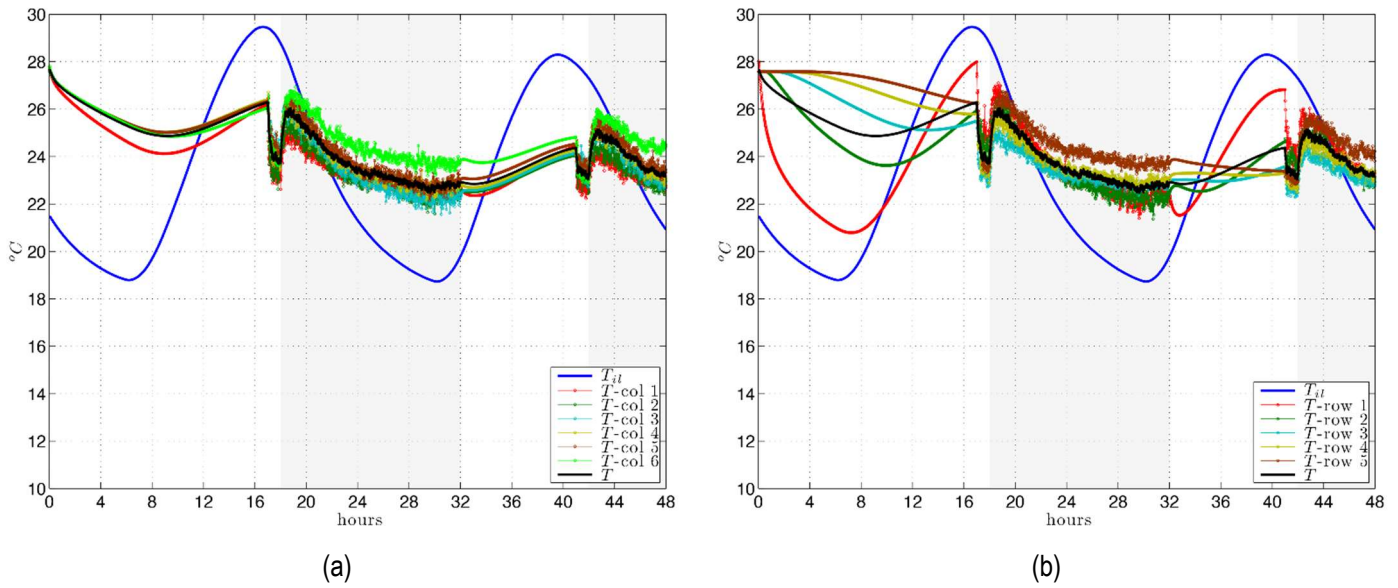 30
28
26
24
22
20
18
16
14
12
10
°C
0 4 8 12 16 20 24 28 32 36 40 44 48
hours
T_il
T-col 1
T-col 2
T-col 3
T-col 4
T-col 5
T-col 6
T
(a)
30
28
26
24
22
20
18
16
14
12
10
°C
0 4 8 12 16 20 24 28 32 36 40 44 48
hours
T_il
T-row 1
T-row 2
T-row 3
T-row 4
T-row 5
T
(b)